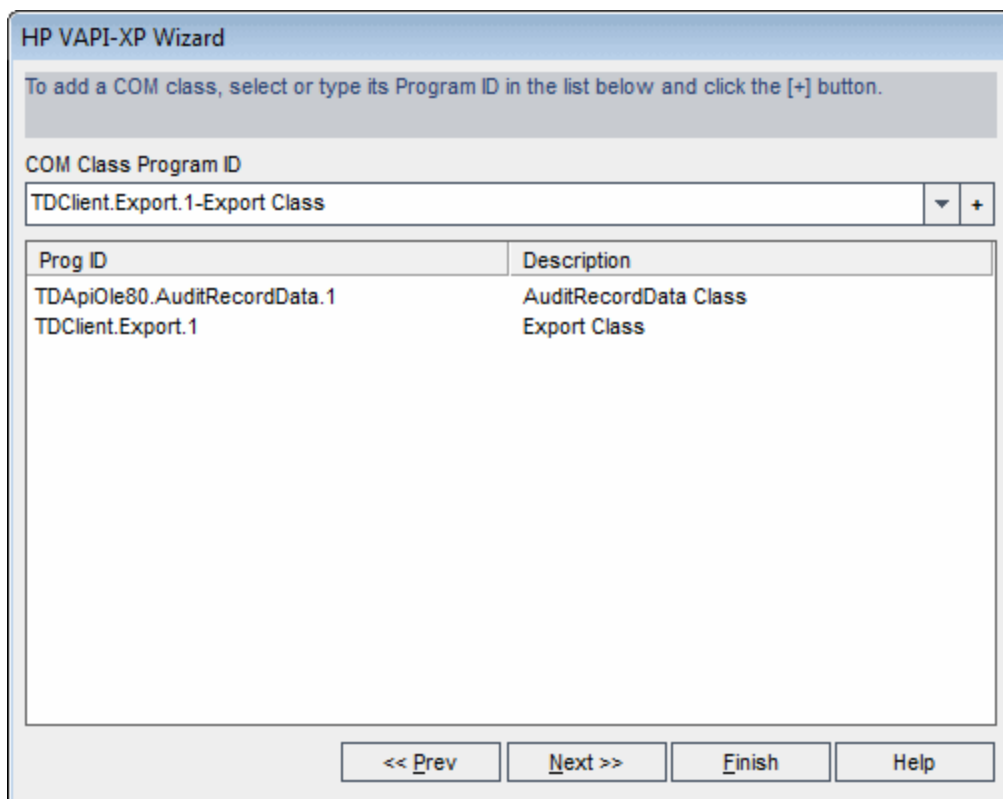 HP VAPI-XP Wizard
To add a COM class, select or type its Program ID in the list below and click the [+] button.
COM Class Program ID
TDClient.Export.1-Export Class +
Prog ID Description
TDApiOle80.AuditRecordData.1 AuditRecordData Class
TDClient.Export.1 Export Class
<< Prev Next >> Finish Help